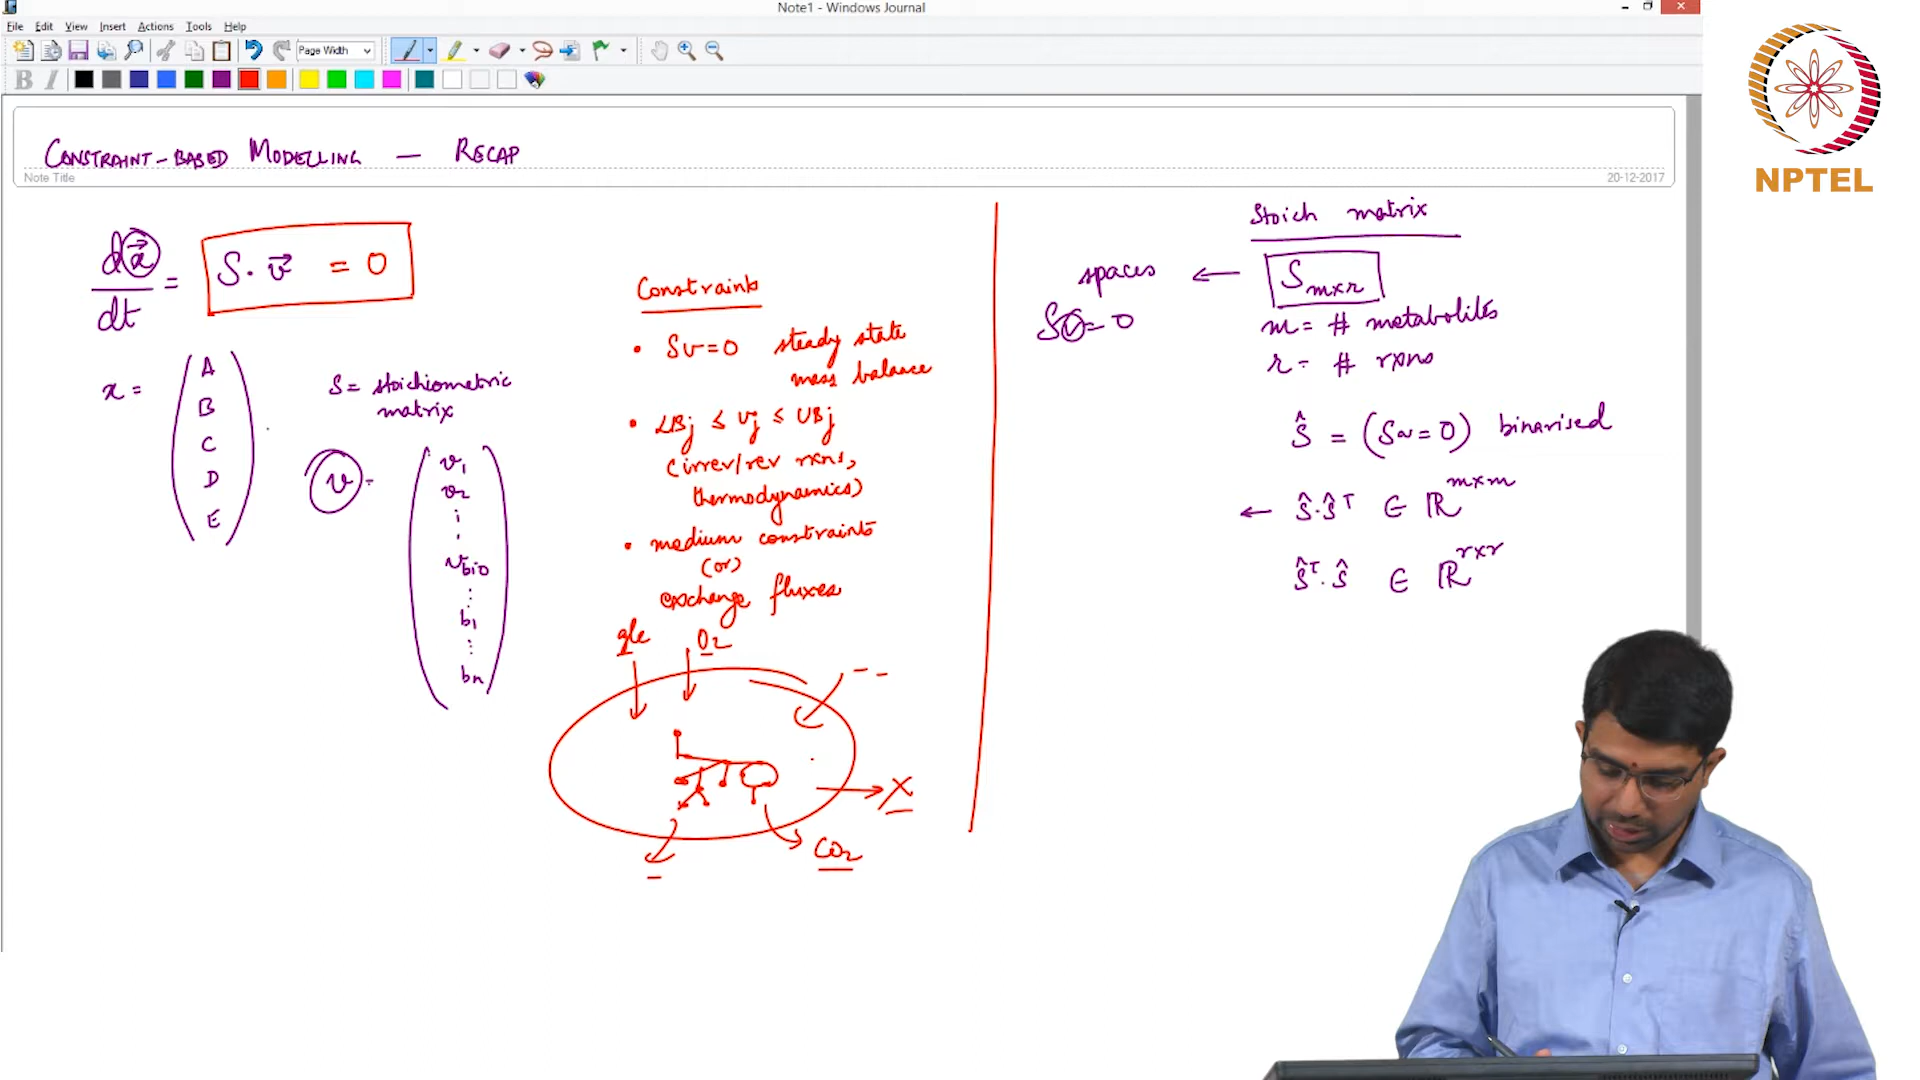 Note1 - Windows Journal
File Edit View Insert Actions Tools Help
Page Width
B I
CONSTRAINT-BASED MODELLING — RECAP
Note Title
20-12-2017
NPTEL
dx⃗/dt = S·v⃗ = 0
x = (A
B
C
D
E)
S = stoichiometric
matrix
v = (v1
v2
⋮
vbio
⋮
b1
⋮
bn)
Constraints
• Sv=0 steady state
mass balance
• LBj ≤ vj ≤ UBj
(irrev/rev rxns,
thermodynamics)
• medium constraints
(or)
exchange fluxes
glc O2
X
CO2
Stoich matrix
spaces ← Smxr
Sv=0
m = # metabolites
r = # rxns
Ŝ = (S~=0) binarised
← Ŝ·Ŝᵀ ∈ ℝ^mxm
Ŝᵀ·Ŝ ∈ ℝ^rxr